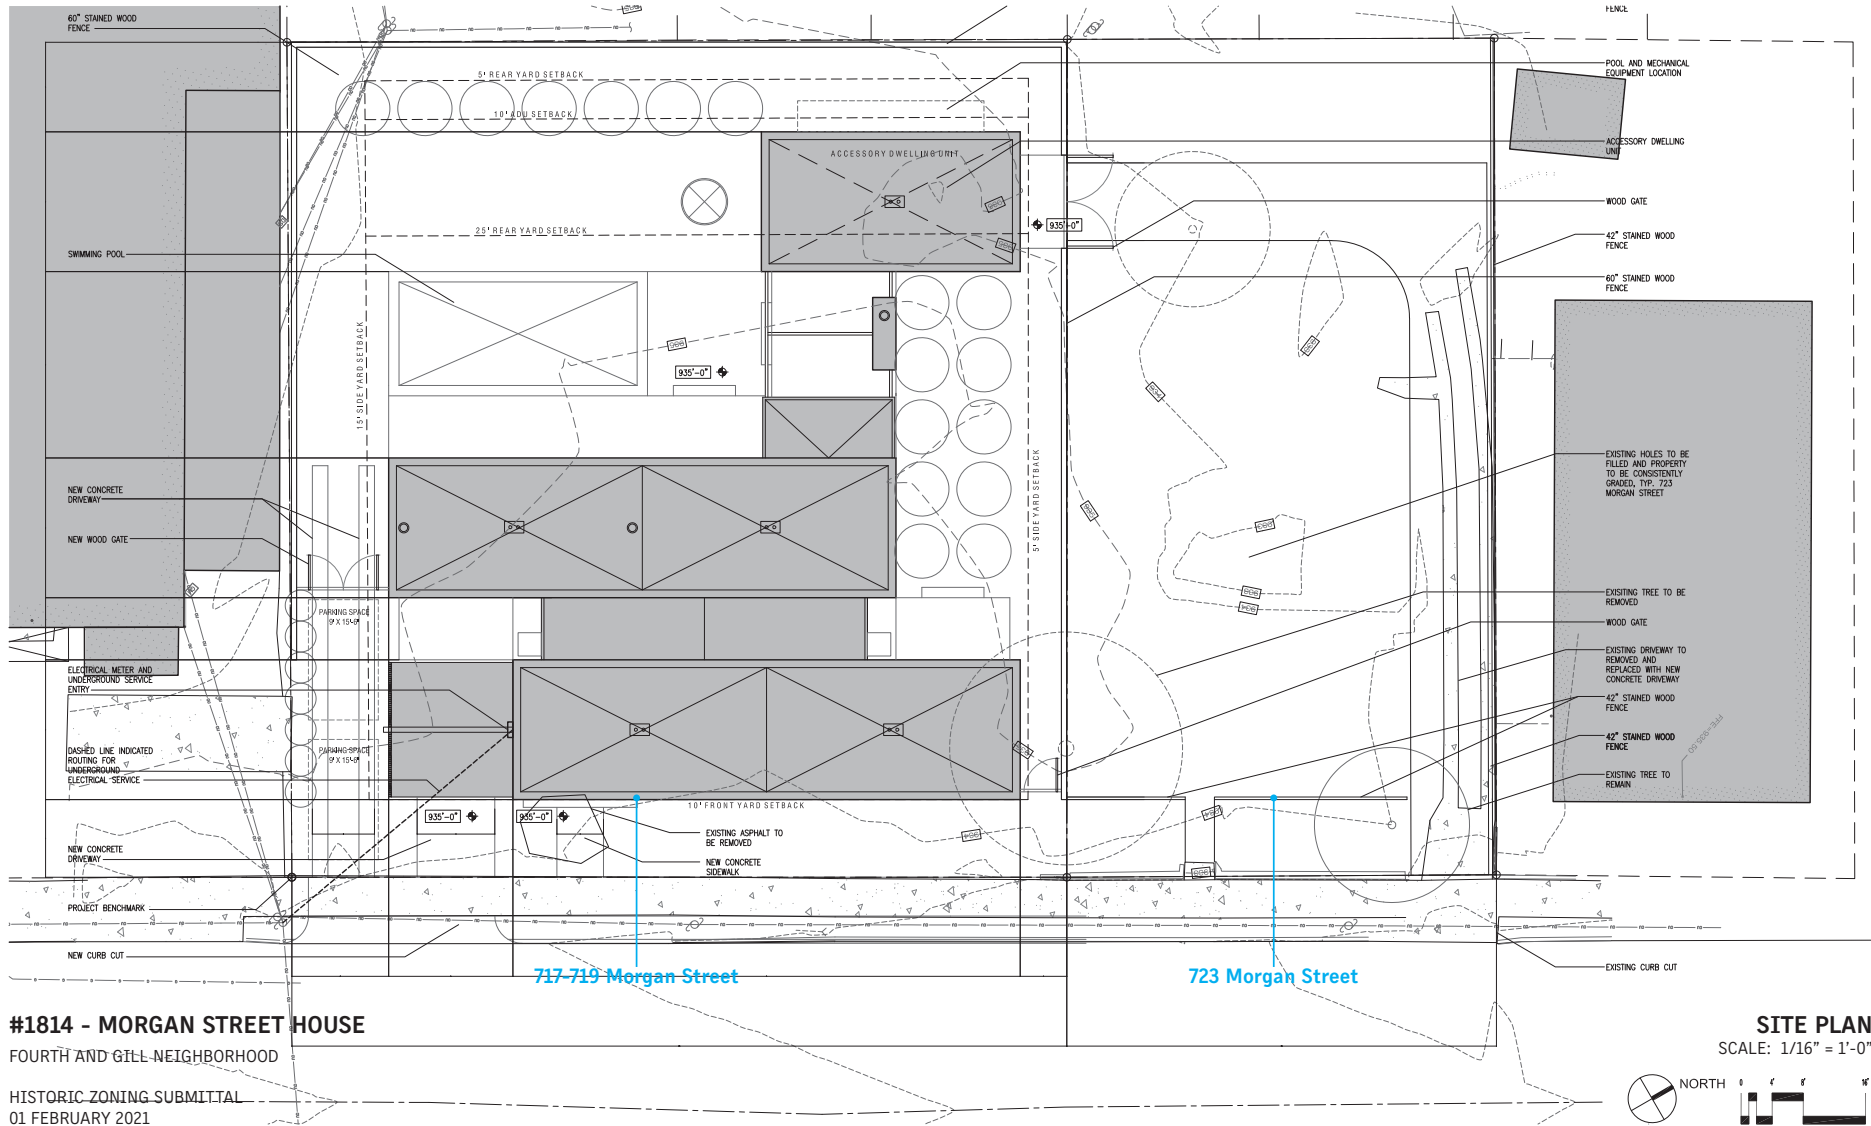 60" STAINED WOOD
FENCE
SWIMMING POOL
NEW CONCRETE
DRIVEWAY
NEW WOOD GATE
ELECTRICAL METER AND
UNDERGROUND SERVICE
ENTRY
DASHED LINE INDICATED
ROUTING FOR
UNDERGROUND
ELECTRICAL SERVICE
NEW CONCRETE
DRIVEWAY
PROJECT BENCHMARK
NEW CURB CUT
5' REAR YARD SETBACK
10' ADU SETBACK
25' REAR YARD SETBACK
15' SIDE YARD SETBACK
5' SIDE YARD SETBACK
10' FRONT YARD SETBACK
ACCESSORY DWELLING UNIT
935'-0"
935'-0"
935'-0"
935'-0"
PARKING SPACE
9' X 15'-6"
PARKING SPACE
9' X 15'-6"
EXISTING ASPHALT TO
BE REMOVED
NEW CONCRETE
SIDEWALK
FENCE
POOL AND MECHANICAL
EQUIPMENT LOCATION
ACCESSORY DWELLING
UNIT
WOOD GATE
42" STAINED WOOD
FENCE
60" STAINED WOOD
FENCE
EXISTING HOLES TO BE
FILLED AND PROPERTY
TO BE CONSISTENTLY
GRADED, TYP. 723
MORGAN STREET
EXISTING TREE TO BE
REMOVED
WOOD GATE
EXISTING DRIVEWAY TO
REMOVED AND
REPLACED WITH NEW
CONCRETE DRIVEWAY
42" STAINED WOOD
FENCE
42" STAINED WOOD
FENCE
EXISTING TREE TO
REMAIN
EXISTING CURB CUT
FFE=935.50
717-719 Morgan Street
723 Morgan Street
#1814 - MORGAN STREET HOUSE
FOURTH AND GILL NEIGHBORHOOD
HISTORIC ZONING SUBMITTAL
01 FEBRUARY 2021
SITE PLAN
SCALE: 1/16" = 1'-0"
NORTH
0 4' 8' 16'